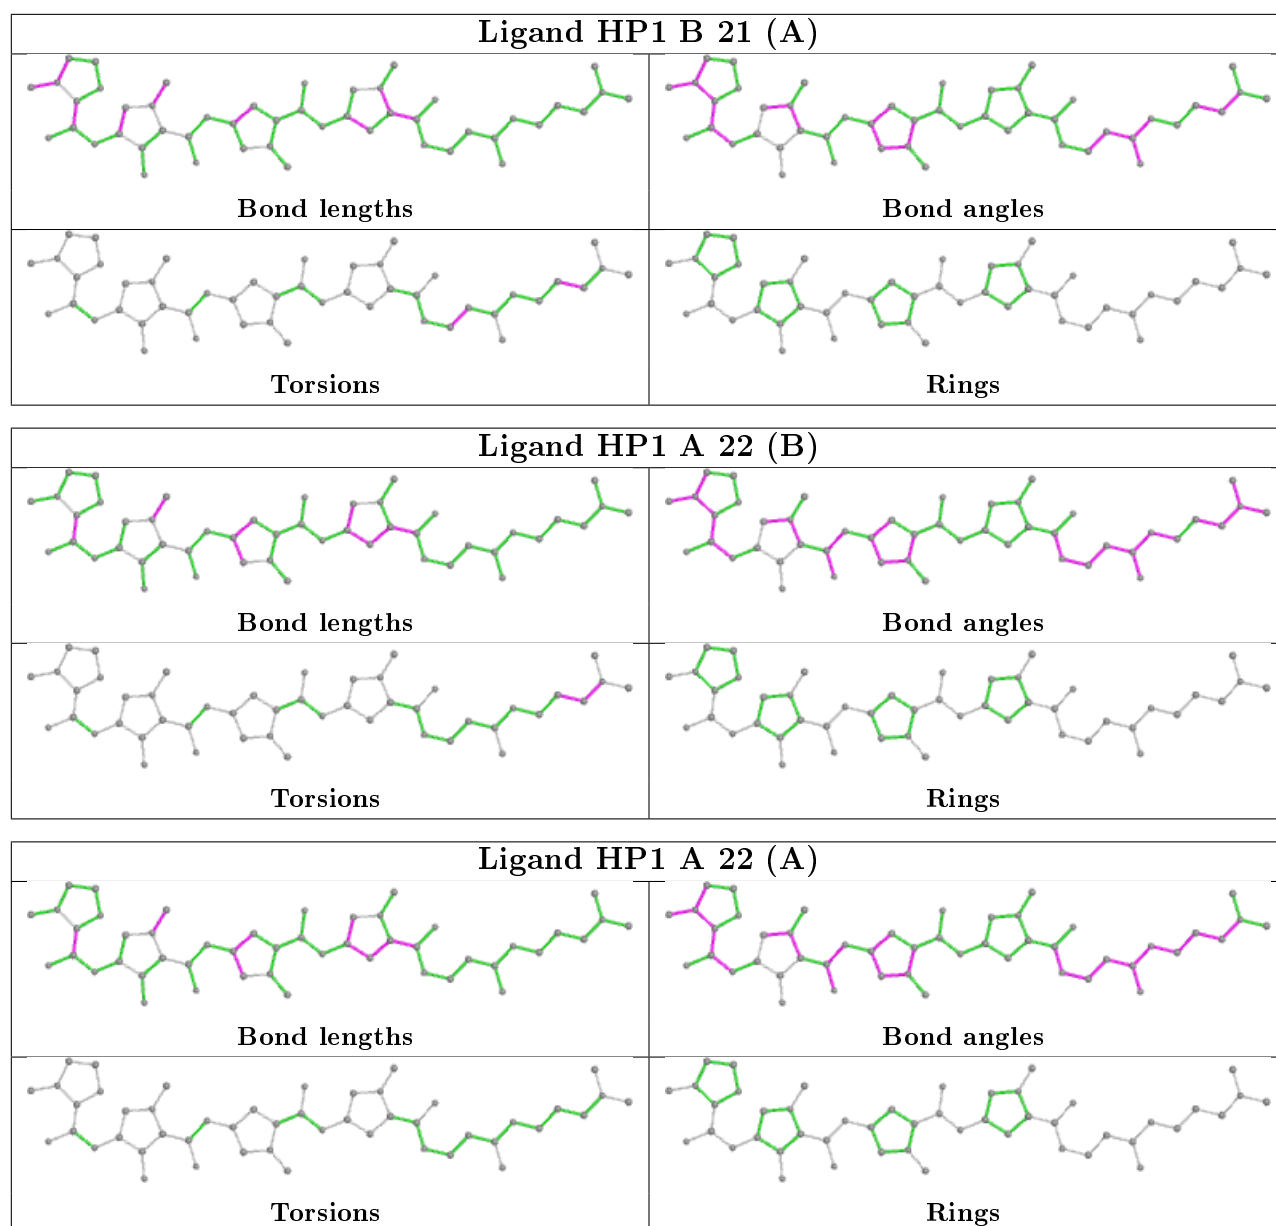 Ligand HP1 B 21 (A)
Bond lengths
Bond angles
Torsions
Rings
Ligand HP1 A 22 (B)
Bond lengths
Bond angles
Torsions
Rings
Ligand HP1 A 22 (A)
Bond lengths
Bond angles
Torsions
Rings